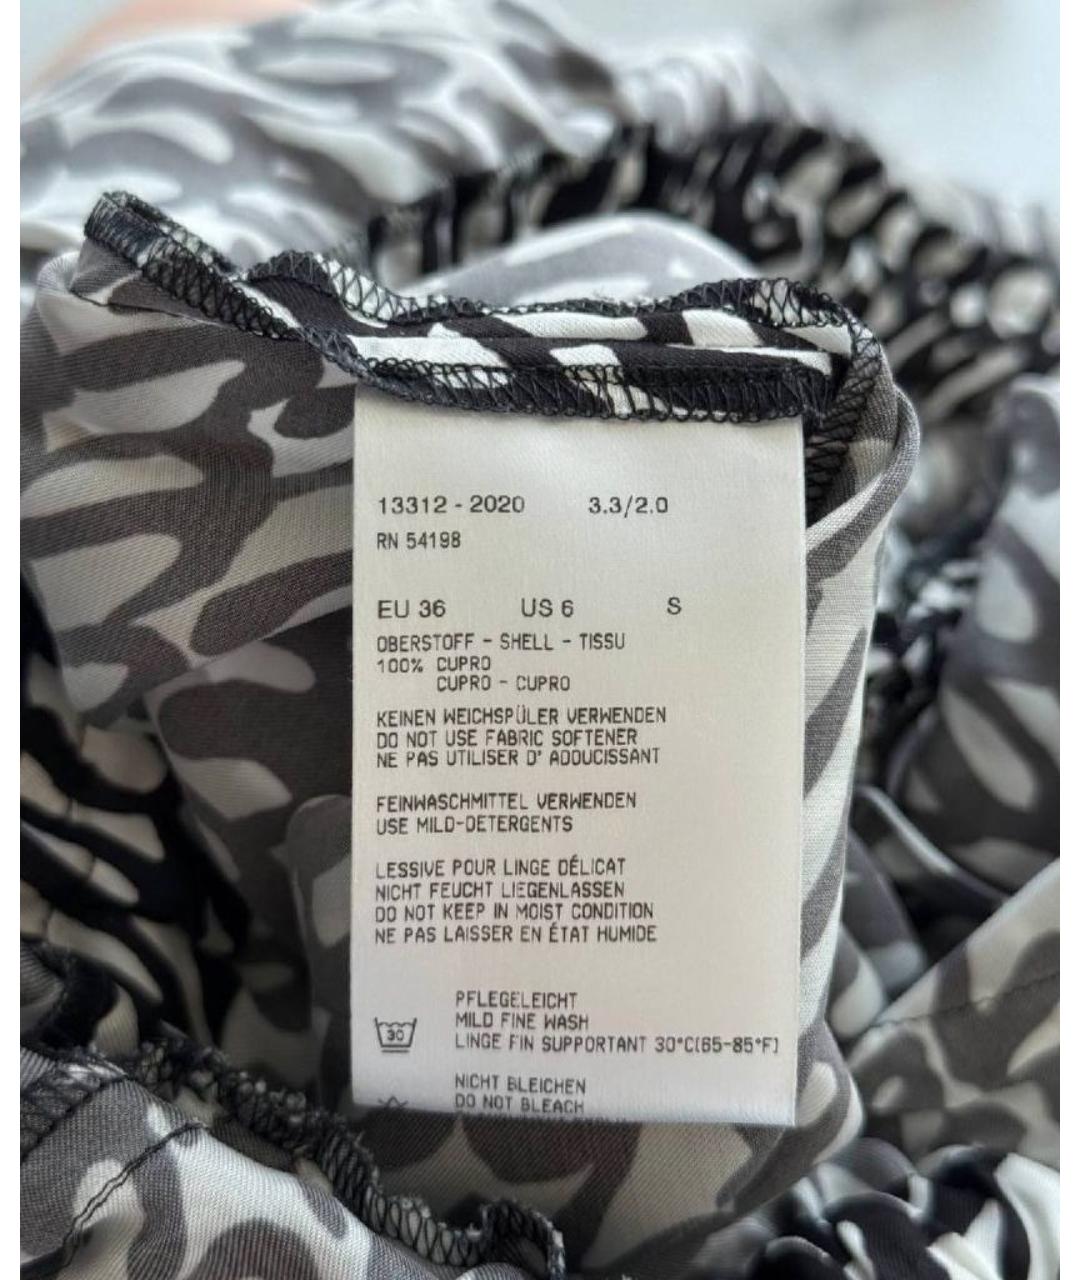 13312 - 2020 3.3/2.0
RN 54198
EU 36 US 6 S
OBERSTOFF - SHELL - TISSU
100% CUPRO
CUPRO - CUPRO
KEINEN WEICHSPÜLER VERWENDEN
DO NOT USE FABRIC SOFTENER
NE PAS UTILISER D' ADOUCISSANT
FEINWASCHMITTEL VERWENDEN
USE MILD-DETERGENTS
LESSIVE POUR LINGE DÉLICAT
NICHT FEUCHT LIEGENLASSEN
DO NOT KEEP IN MOIST CONDITION
NE PAS LAISSER EN ÉTAT HUMIDE
PFLEGELEICHT
MILD FINE WASH
30 LINGE FIN SUPPORTANT 30°C(65-85°F)
NICHT BLEICHEN
DO NOT BLEACH